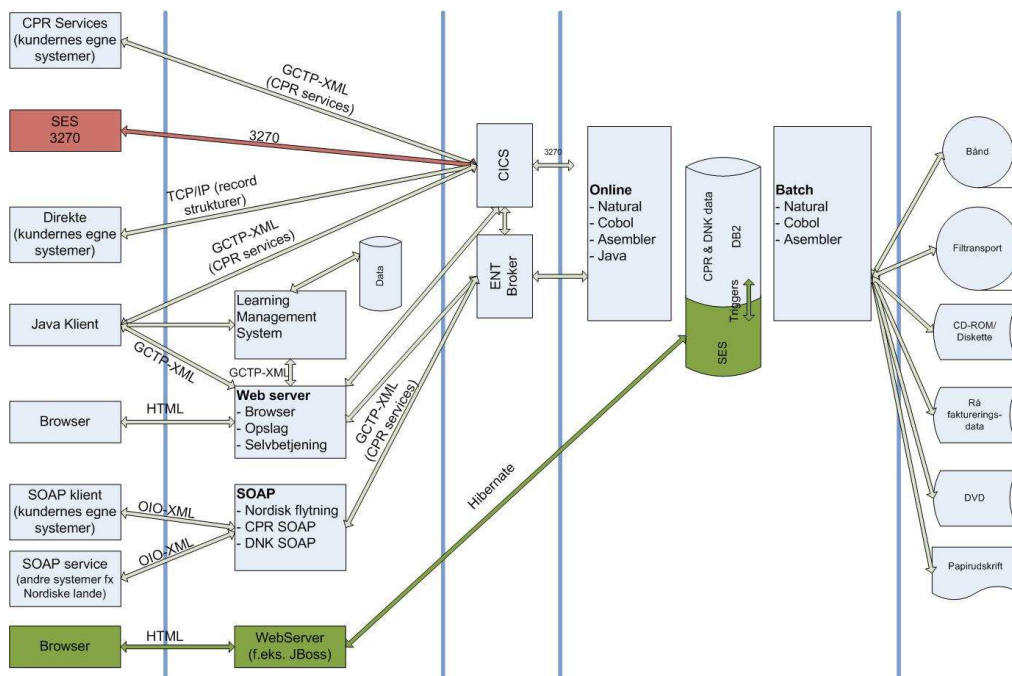 CPR Services
(kundernes egne
systemer)
GCTP-XML
(CPR services)
SES
3270
3270
TCP/IP (record
strukturer)
Direkte
(kundernes egne
systemer)
GCTP-XML
(CPR services)
CICS
3270
ENT
Broker
Data
Learning
Management
System
Java Klient
GCTP-XML
GCTP-XML
Web server
- Browser
- Opslag
- Selvbetjening
Browser
HTML
GCTP-XML
(CPR services)
SOAP klient
(kundernes egne
systemer)
OIO-XML
SOAP
- Nordisk flytning
- CPR SOAP
- DNK SOAP
SOAP service
(andre systemer fx
Nordiske lande)
OIO-XML
Browser
HTML
WebServer
(f.eks. JBoss)
Hibernate
Online
- Natural
- Cobol
- Asembler
- Java
CPR & DNK data
DB2
Triggers
SES
Batch
- Natural
- Cobol
- Asembler
Bånd
Filtransport
CD-ROM/
Diskette
Rå
fakturerings-
data
DVD
Papirudskrift